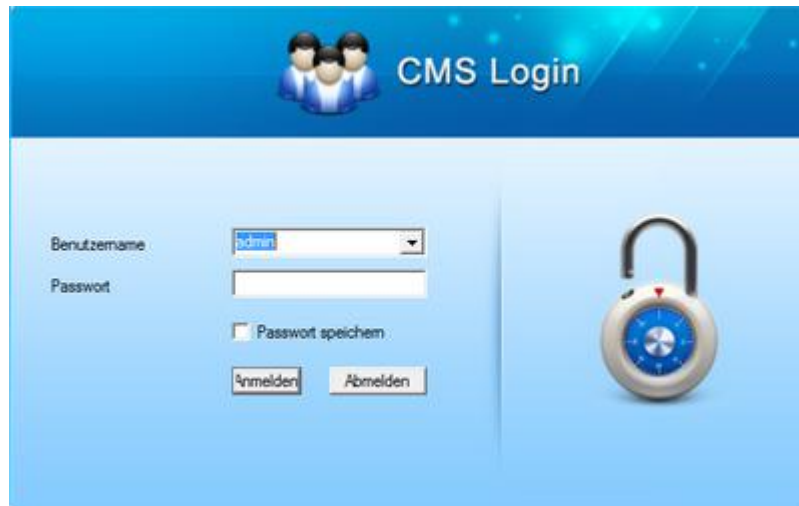 CMS Login
Benutzername
admin
Passwort
Passwort speichern
Anmelden
Abmelden